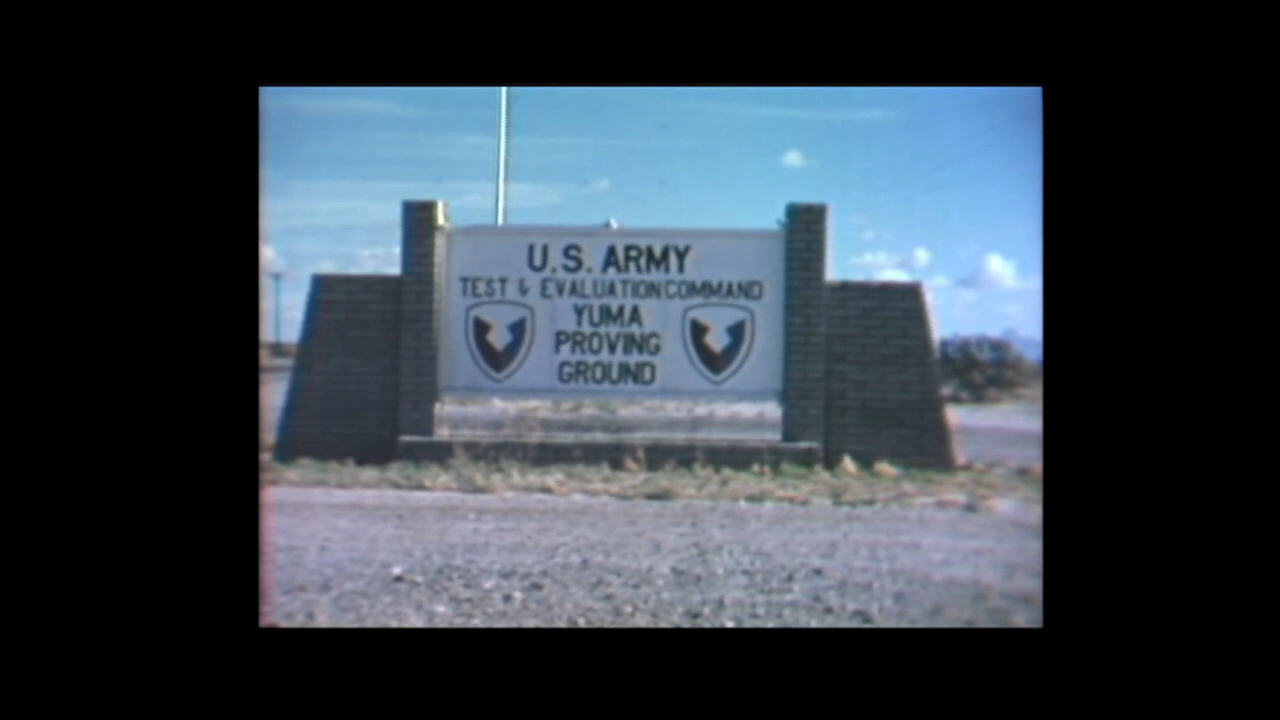 U.S. ARMY
TEST & EVALUATION COMMAND
YUMA
PROVING
GROUND